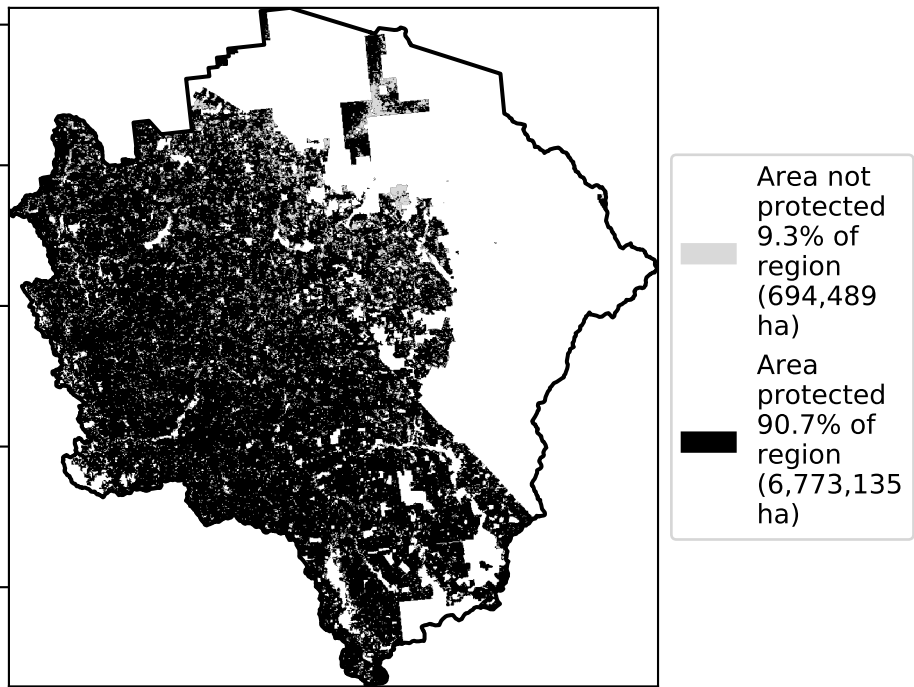 Area not
protected
9.3% of
region
(694,489
ha)
Area
protected
90.7% of
region
(6,773,135
ha)